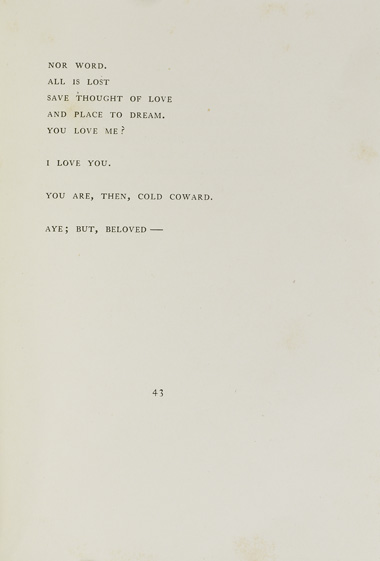 NOR WORD.
ALL IS LOST
SAVE THOUGHT OF LOVE
AND PLACE TO DREAM.
YOU LOVE ME?
I LOVE YOU.
YOU ARE, THEN, COLD COWARD.
AYE; BUT, BELOVED —
43